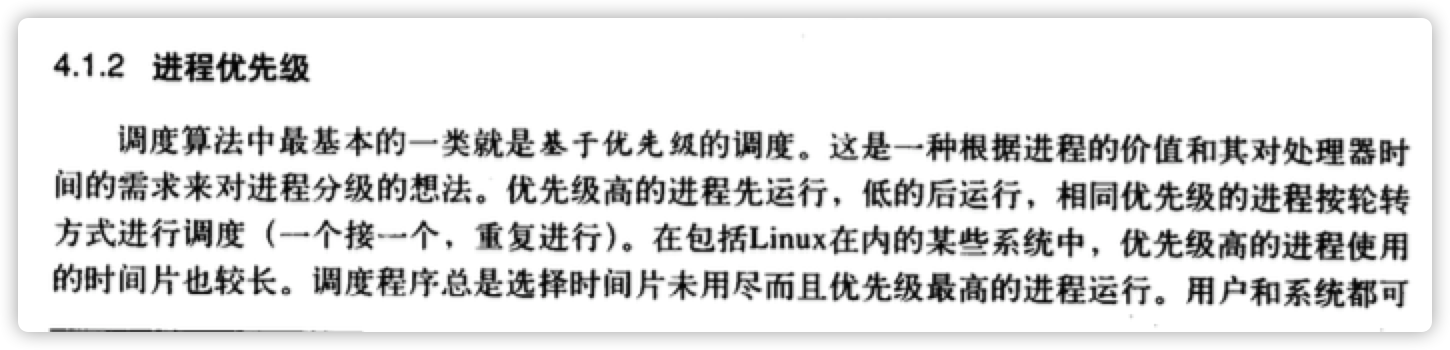 4.1.2 进程优先级
调度算法中最基本的一类就是基于优先级的调度。这是一种根据进程的价值和其对处理器时
间的需求来对进程分级的想法。优先级高的进程先运行，低的后运行，相同优先级的进程按轮转
方式进行调度（一个接一个，重复进行）。在包括Linux在内的某些系统中，优先级高的进程使用
的时间片也较长。调度程序总是选择时间片未用尽而且优先级最高的进程运行。用户和系统都可